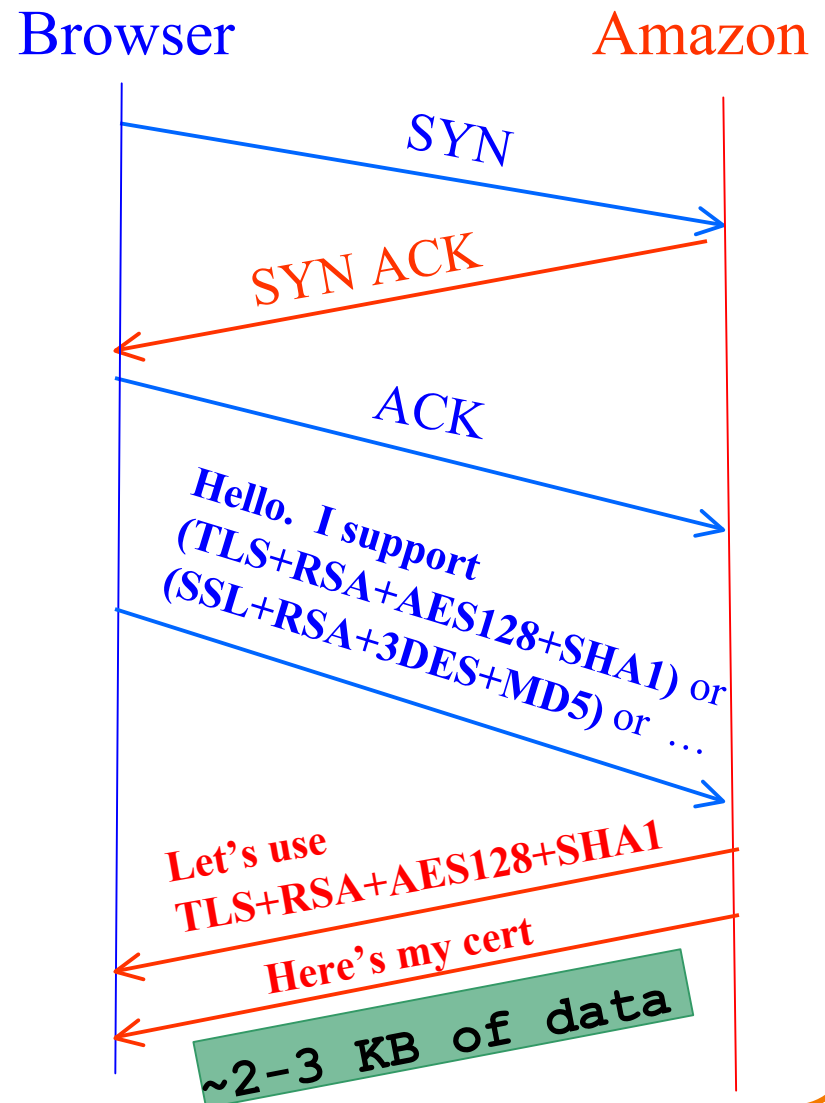 Browser
Amazon
SYN
SYN ACK
ACK
Hello.  I support
(TLS+RSA+AES128+SHA1) or
(SSL+RSA+3DES+MD5) or  …
Let’s use
TLS+RSA+AES128+SHA1
Here’s my cert
~2-3 KB of data